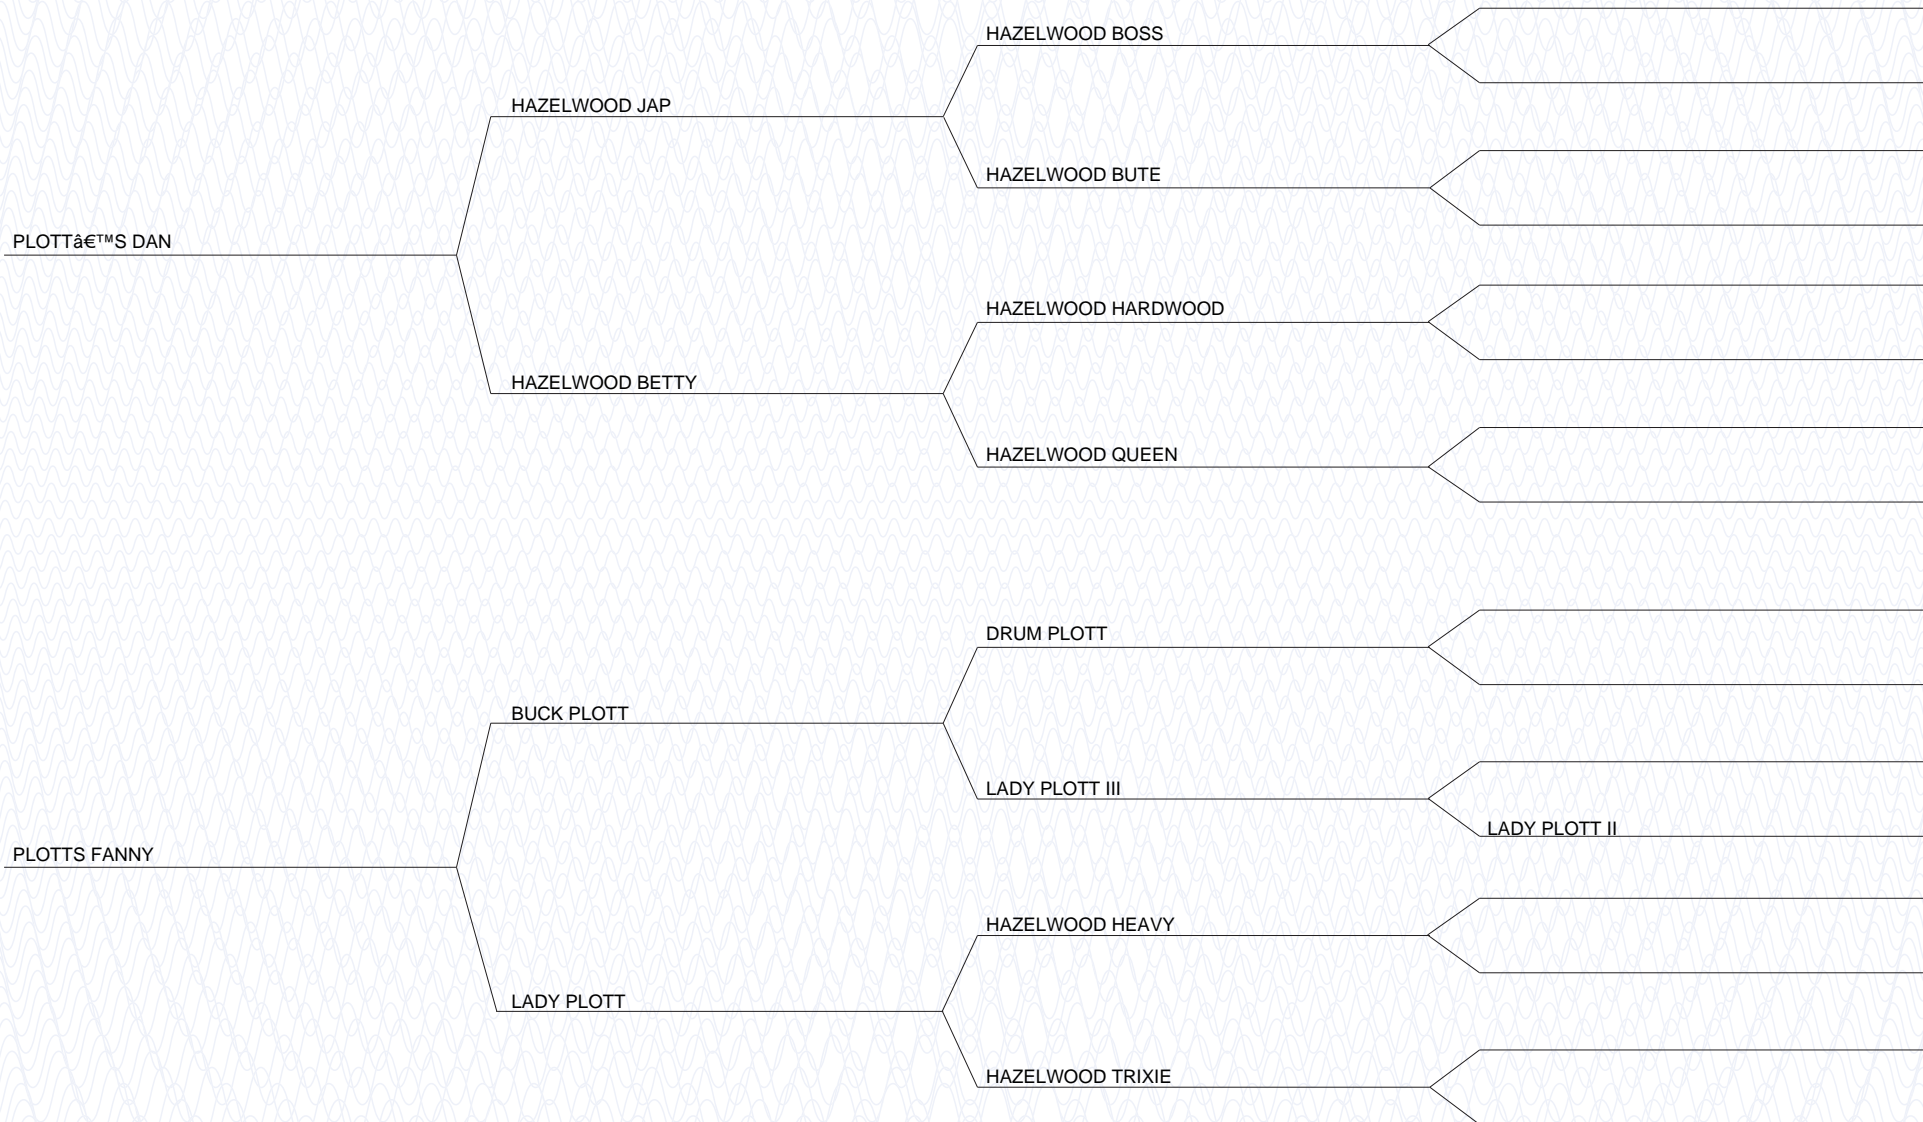 HAZELWOOD BOSS
HAZELWOOD JAP
HAZELWOOD BUTE
PLOTTâ€™S DAN
HAZELWOOD HARDWOOD
HAZELWOOD BETTY
HAZELWOOD QUEEN
DRUM PLOTT
BUCK PLOTT
LADY PLOTT III
LADY PLOTT II
PLOTTS FANNY
HAZELWOOD HEAVY
LADY PLOTT
HAZELWOOD TRIXIE